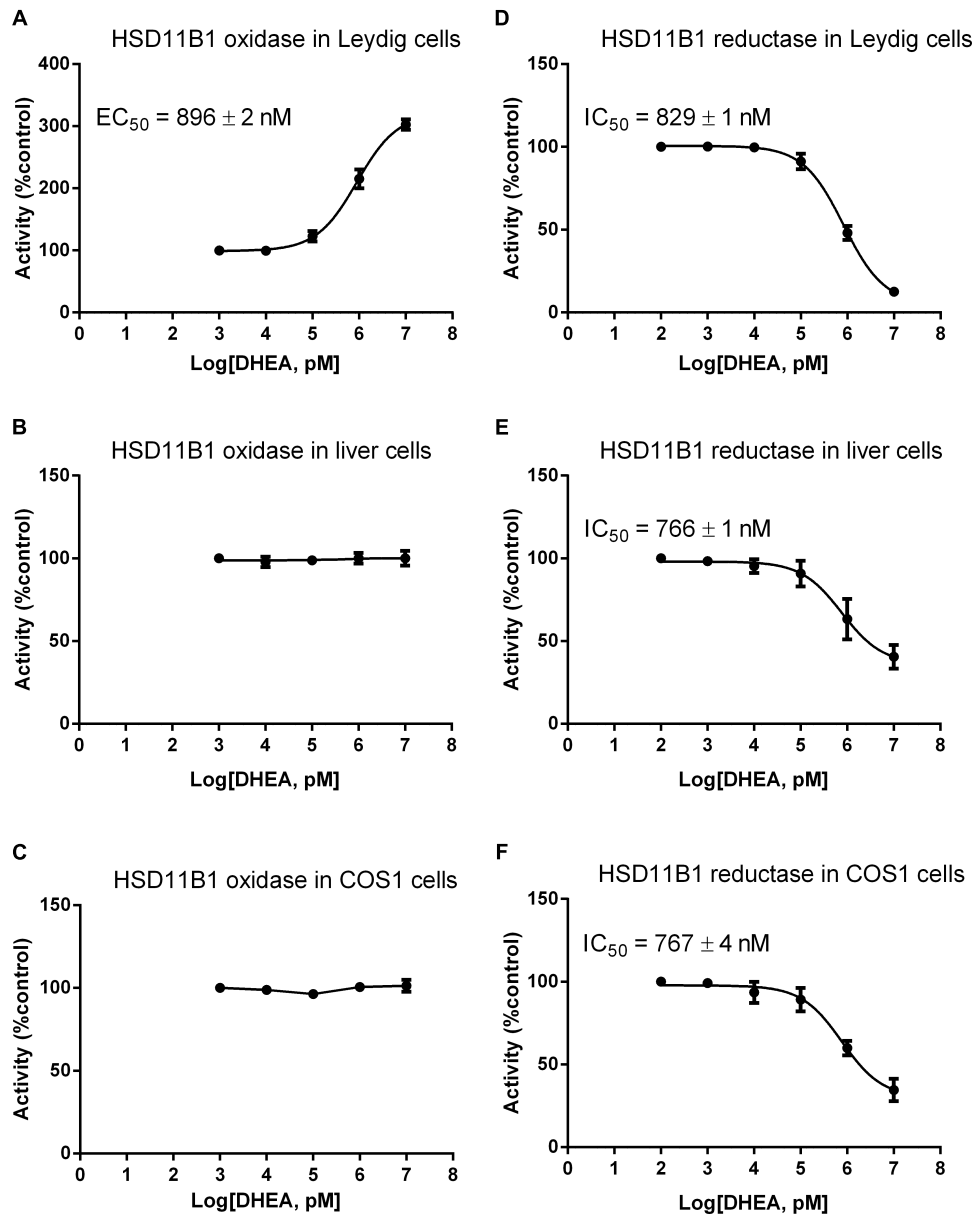 A
HSD11B1 oxidase in Leydig cells
EC50 = 896 ± 2 nM
Activity (%control)
400
300
200
100
0
0 1 2 3 4 5 6 7 8
Log[DHEA, pM]
D
HSD11B1 reductase in Leydig cells
IC50 = 829 ± 1 nM
Activity (%control)
150
100
50
0
0 1 2 3 4 5 6 7 8
Log[DHEA, pM]
B
HSD11B1 oxidase in liver cells
Activity (%control)
150
100
50
0
0 1 2 3 4 5 6 7 8
Log[DHEA, pM]
E
HSD11B1 reductase in liver cells
IC50 = 766 ± 1 nM
Activity (%control)
150
100
50
0
0 1 2 3 4 5 6 7 8
Log[DHEA, pM]
C
HSD11B1 oxidase in COS1 cells
Activity (%control)
150
100
50
0
0 1 2 3 4 5 6 7 8
Log[DHEA, pM]
F
HSD11B1 reductase in COS1 cells
IC50 = 767 ± 4 nM
Activity (%control)
150
100
50
0
0 1 2 3 4 5 6 7 8
Log[DHEA, pM]